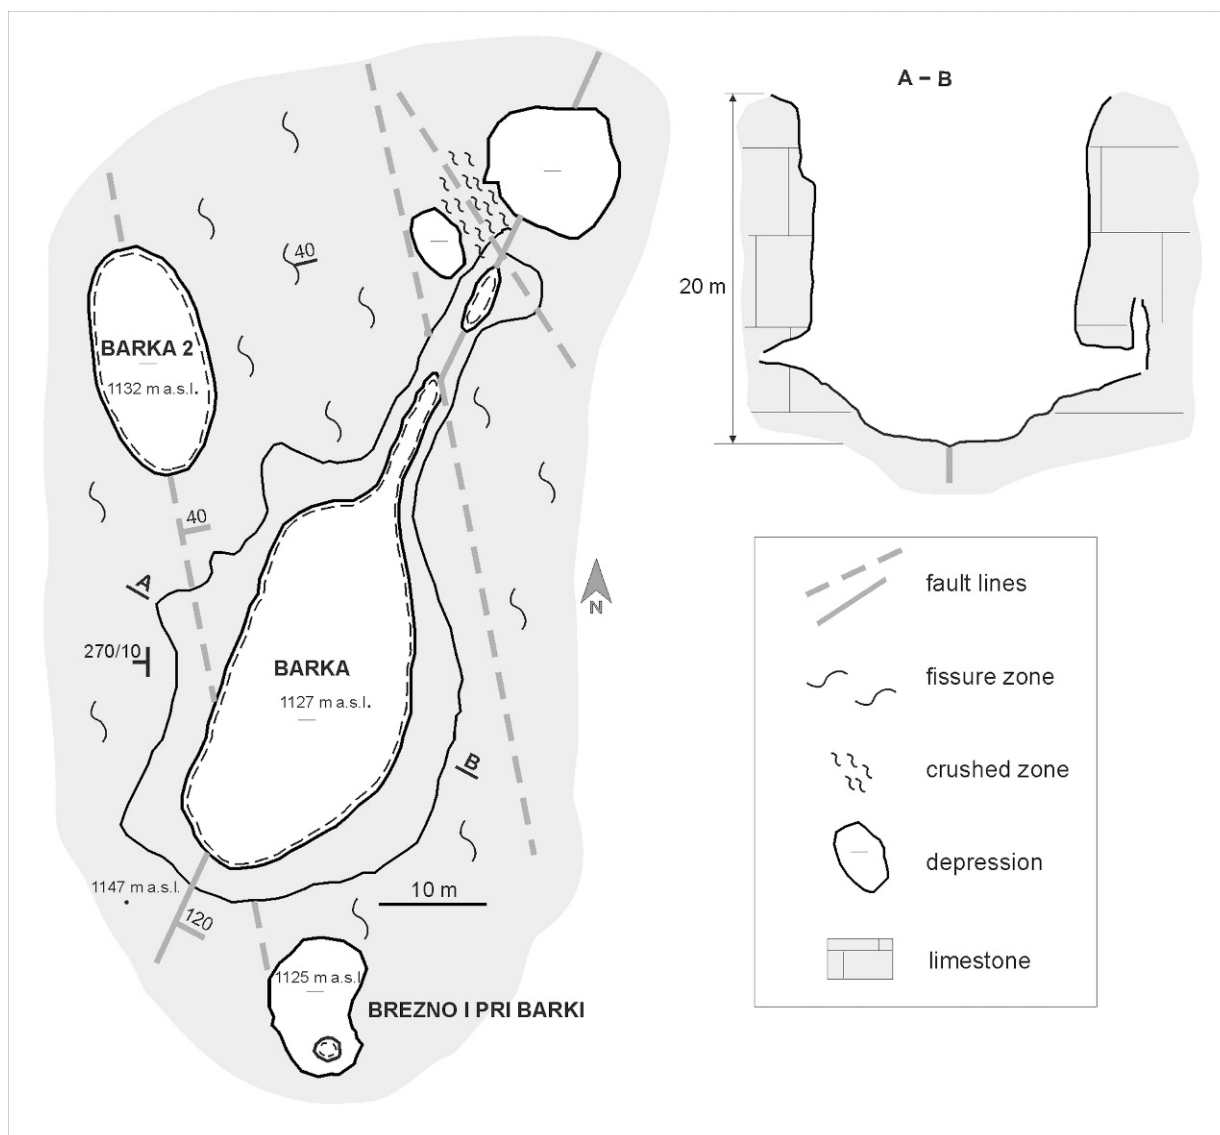 A – B
40
20 m
BARKA 2
1132 m a.s.l.
40
A
270/10
BARKA
1127 m a.s.l.
B
N
1147 m a.s.l.
10 m
120
1125 m a.s.l
BREZNO I PRI BARKI
fault lines
fissure zone
crushed zone
depression
limestone